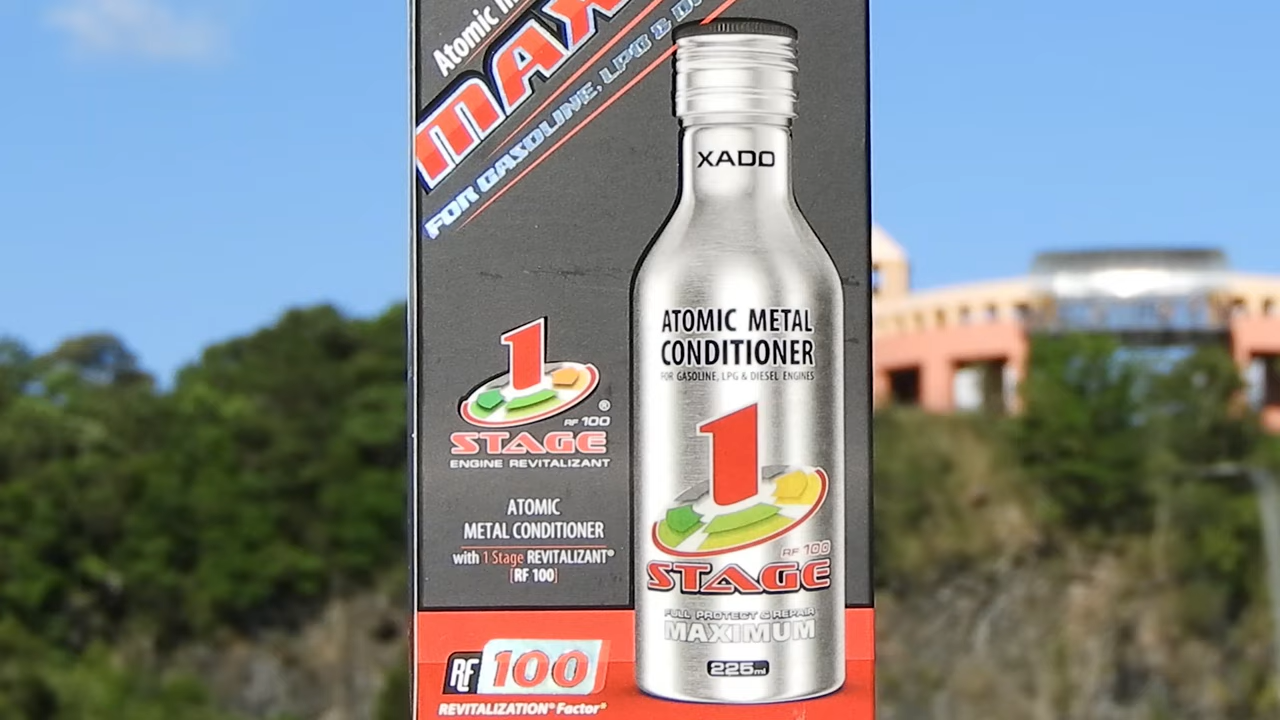 Atomic
MAX
FOR GASOLINE, LPG &
XADO
ATOMIC METAL
CONDITIONER
FOR GASOLINE, LPG & DIESEL ENGINES
1
RF 100
STAGE
FULL PROTECT & REPAIR
MAXIMUM
225ml
1
®
RF 100
STAGE
ENGINE REVITALIZANT
ATOMIC
METAL CONDITIONER
with 1 Stage REVITALIZANT®
[RF 100]
RF 100
REVITALIZATION® Factor®